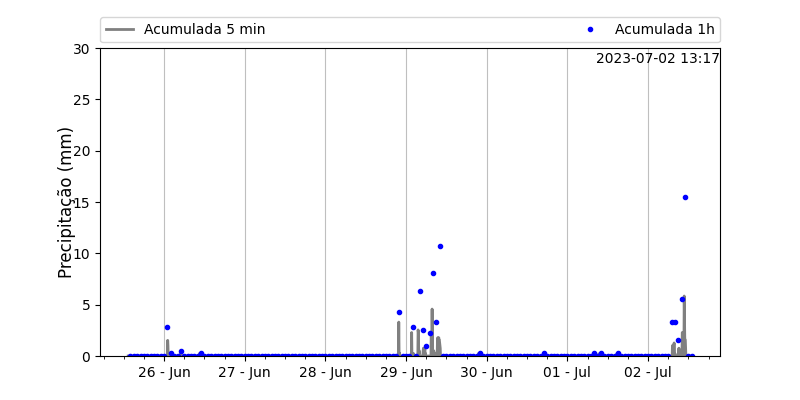 Acumulada 5 min
Acumulada 1h
2023-07-02 13:17
Precipitação (mm)
30
25
20
15
10
5
0
26 - Jun
27 - Jun
28 - Jun
29 - Jun
30 - Jun
01 - Jul
02 - Jul